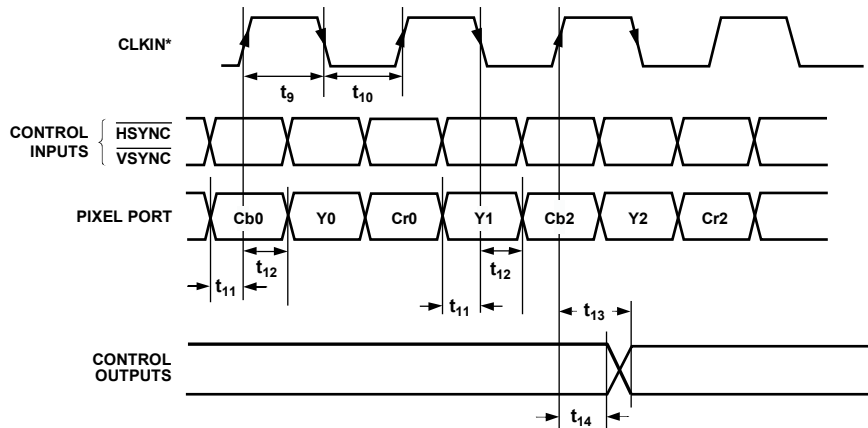 CLKIN*
t9
t10
CONTROL
INPUTS
HSYNC
VSYNC
PIXEL PORT
Cb0
Y0
Cr0
Y1
Cb2
Y2
Cr2
t12
t12
t11
t11
t13
CONTROL
OUTPUTS
t14